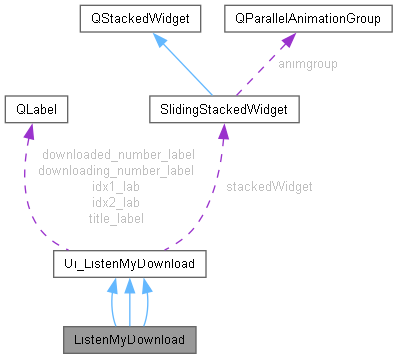 QStackedWidget
QParallelAnimationGroup
animgroup
QLabel
SlidingStackedWidget
downloaded_number_label
downloading_number_label
idx1_lab
idx2_lab
title_label
stackedWidget
Ui_ListenMyDownload
ListenMyDownload